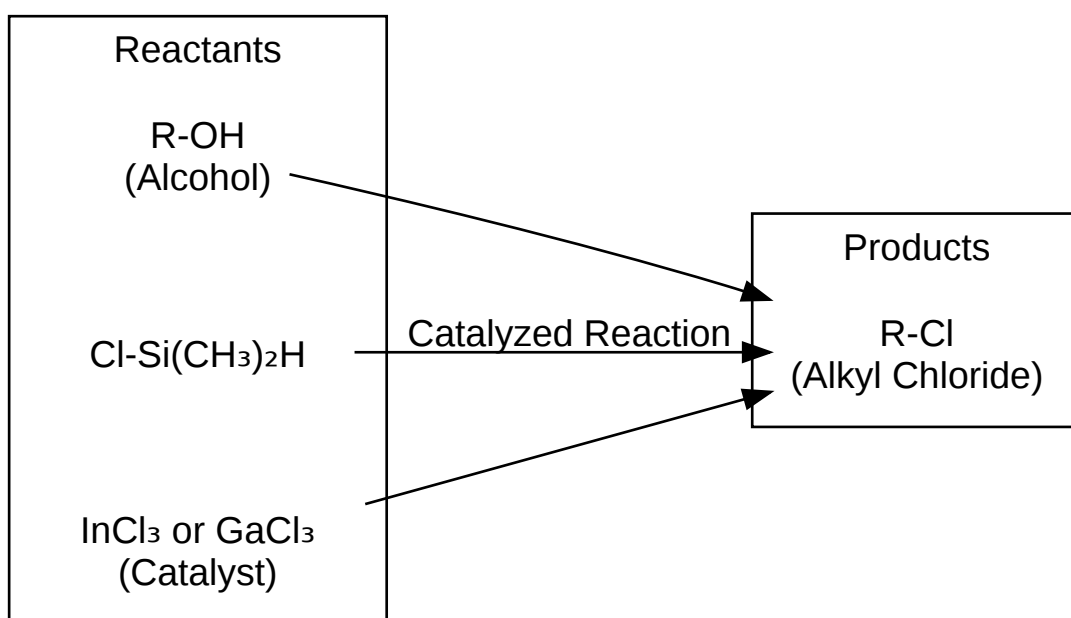 Reactants
R-OH
(Alcohol)
Cl-Si(CH₃)₂H
InCl₃ or GaCl₃
(Catalyst)
Catalyzed Reaction
Products
R-Cl
(Alkyl Chloride)